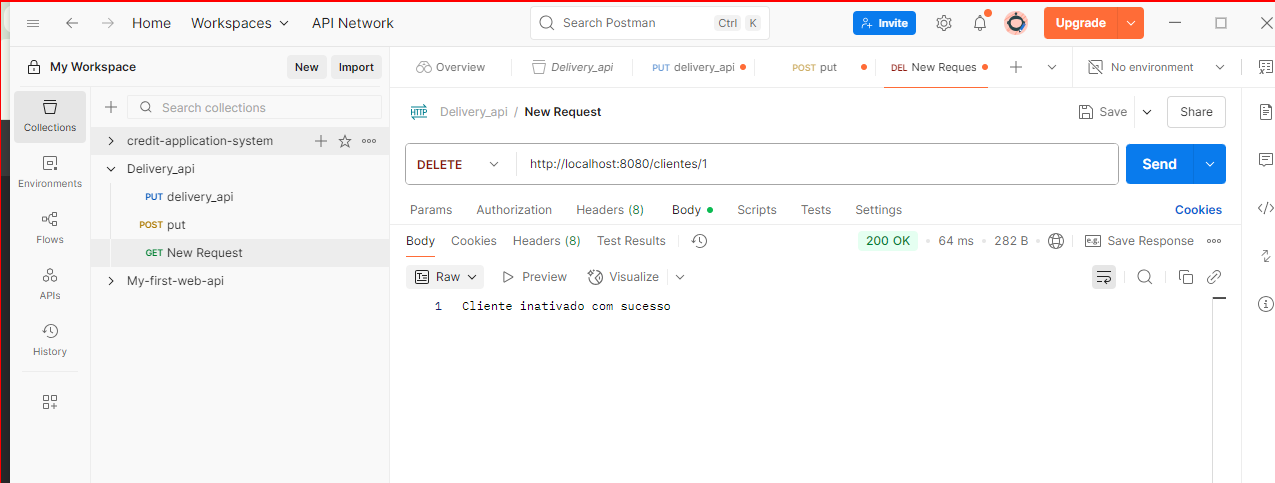 Home Workspaces API Network Search Postman Ctrl K Invite Upgrade
My Workspace New Import Overview Delivery_api PUT delivery_api POST put DEL New Reques No environment
Collections
Environments
Flows
APIs
History
Search collections
credit-application-system
Delivery_api
PUT delivery_api
POST put
GET New Request
My-first-web-api
HTTP Delivery_api / New Request Save Share
DELETE http://localhost:8080/clientes/1 Send
Params Authorization Headers (8) Body Scripts Tests Settings Cookies
Body Cookies Headers (8) Test Results 200 OK 64 ms 282 B e.g. Save Response
Raw Preview Visualize
1 Cliente inativado com sucesso